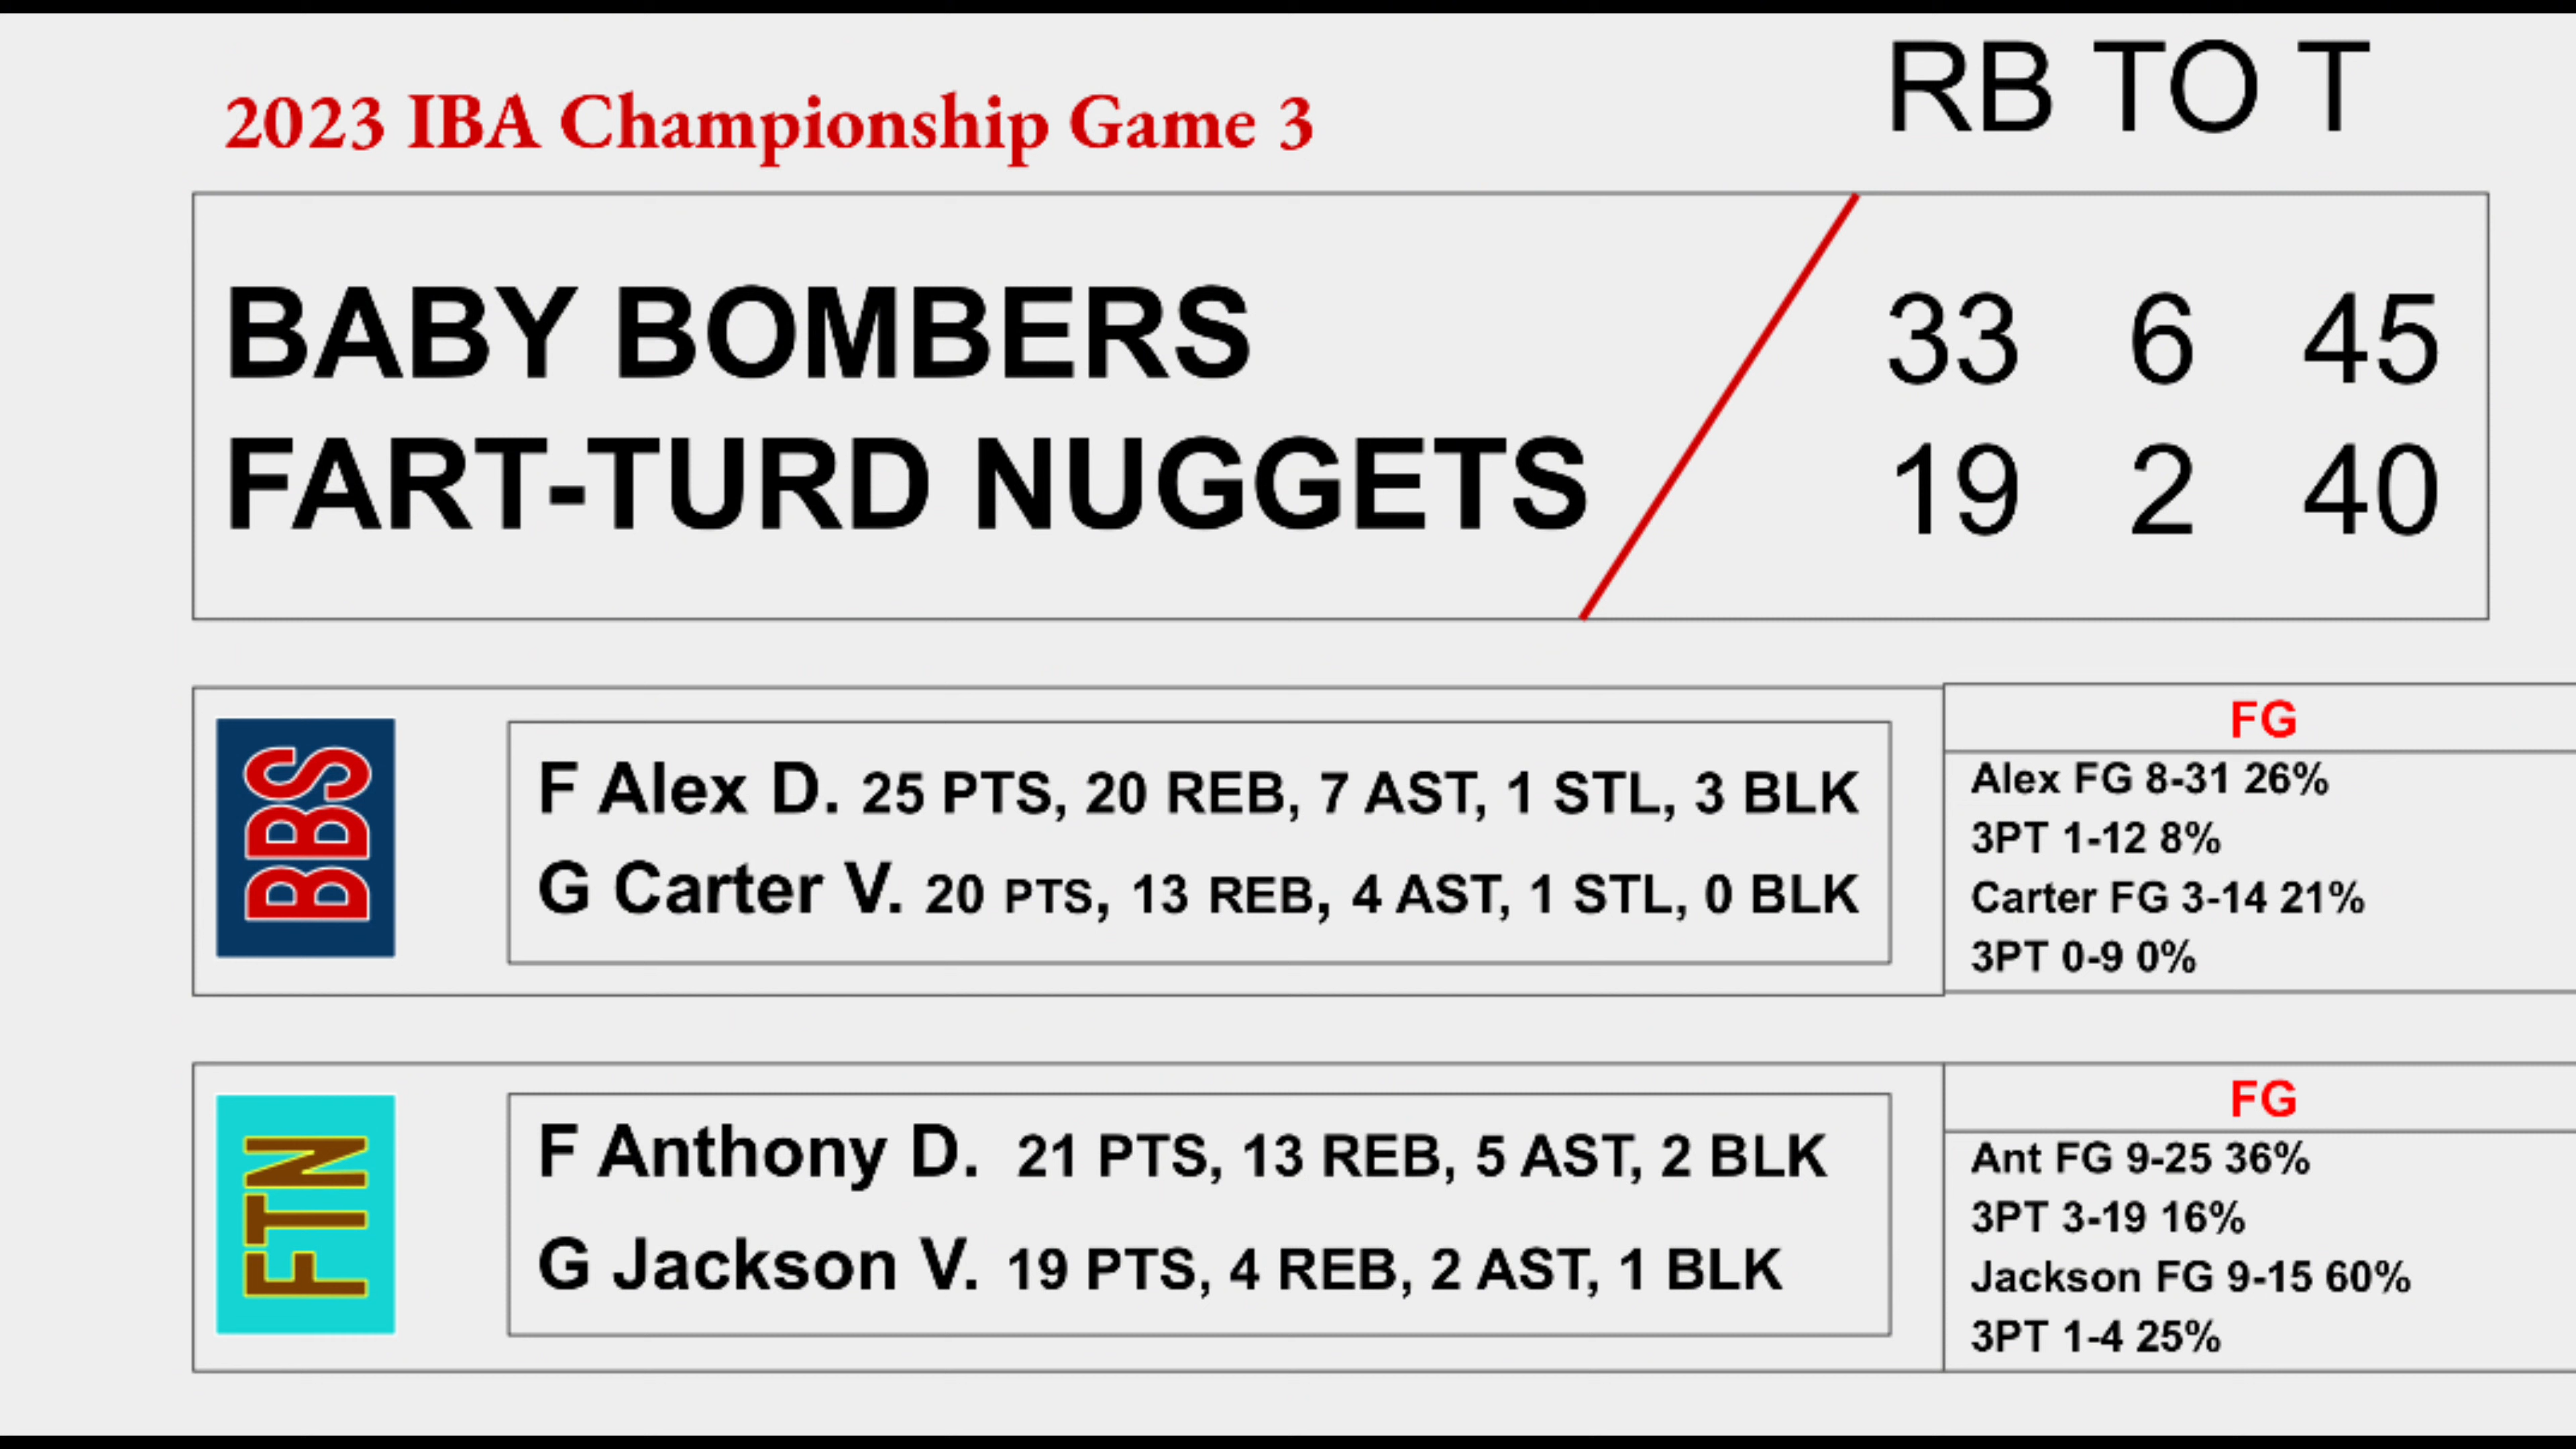 RB TO T
2023 IBA Championship Game 3
BABY BOMBERS 33 6 45
FART-TURD NUGGETS 19 2 40
BBS
F Alex D. 25 PTS, 20 REB, 7 AST, 1 STL, 3 BLK
G Carter V. 20 PTS, 13 REB, 4 AST, 1 STL, 0 BLK
FG
Alex FG 8-31 26%
3PT 1-12 8%
Carter FG 3-14 21%
3PT 0-9 0%
FTN
F Anthony D. 21 PTS, 13 REB, 5 AST, 2 BLK
G Jackson V. 19 PTS, 4 REB, 2 AST, 1 BLK
FG
Ant FG 9-25 36%
3PT 3-19 16%
Jackson FG 9-15 60%
3PT 1-4 25%